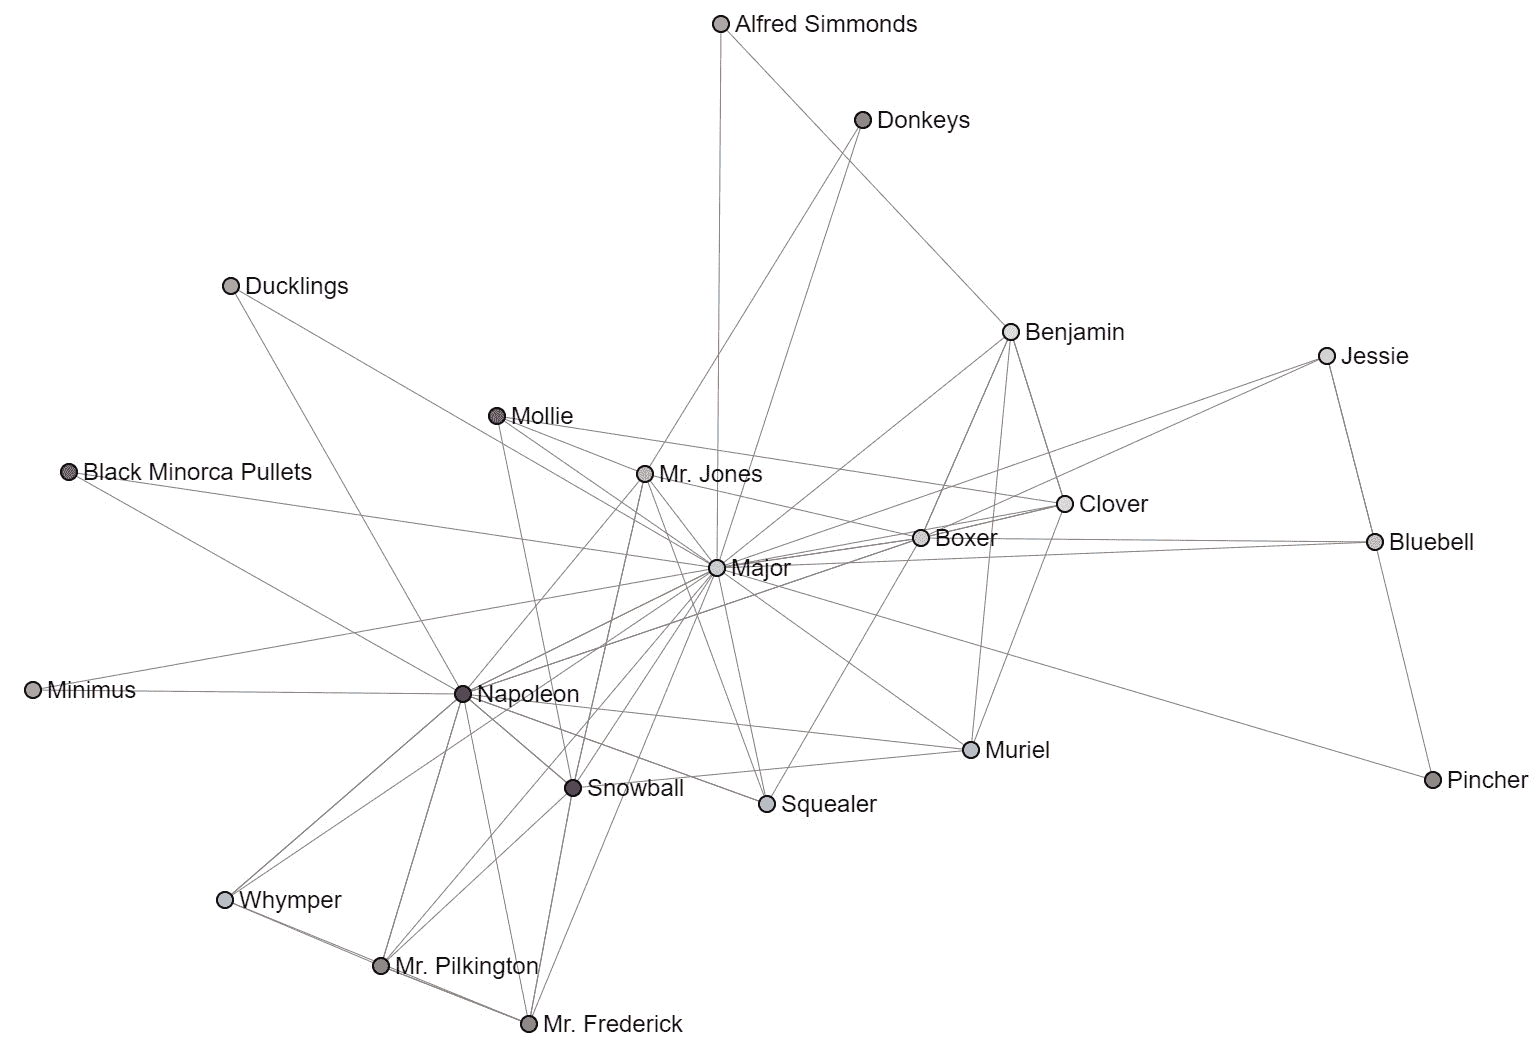 Alfred Simmonds
Donkeys
Ducklings
Benjamin
Jessie
Mollie
Black Minorca Pullets
Mr. Jones
Clover
Boxer
Bluebell
Major
Minimus
Napoleon
Muriel
Pincher
Snowball
Squealer
Whymper
Mr. Pilkington
Mr. Frederick